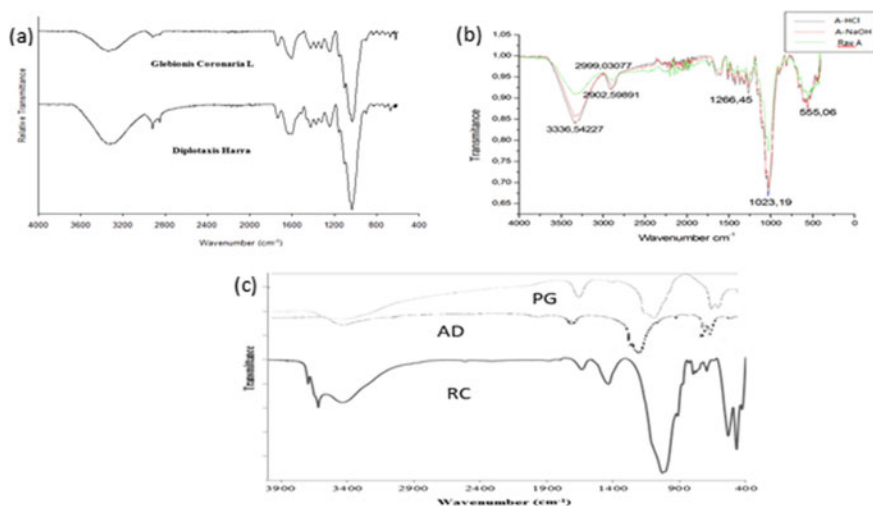 (a)
Glebionis Coronaria L
Diplotaxis Harra
Relative Transmittance
4000 3600 3200 2800 2400 2000 1600 1200 800 400
Wavenumber (cm⁻¹)
(b)
A-HCl
A-NaOH
Raw A
1,05
1,00
0,95
0,90
0,85
0,80
0,75
0,70
0,65
Transmitance
2999,03077
2902,59891
3336,54227
1266,45
555,06
1023,19
4000 3500 3000 2500 2000 1500 1000 500 0
Wavenumber cm⁻¹
(c)
PG
AD
RC
Transmittance
3900 3400 2900 2400 1900 1400 900 400
Wavenumber (cm⁻¹)